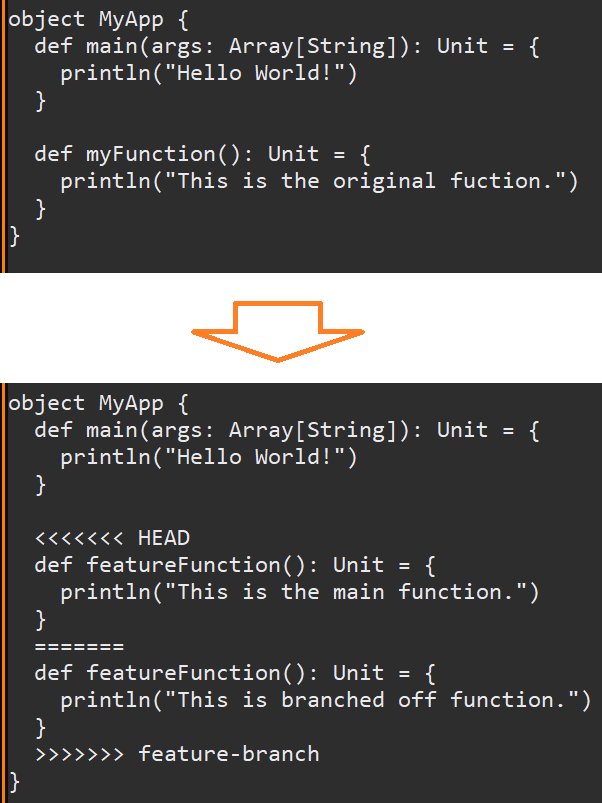 object MyApp {
  def main(args: Array[String]): Unit = {
    println("Hello World!")
  }

  def myFunction(): Unit = {
    println("This is the original fuction.")
  }
}

object MyApp {
  def main(args: Array[String]): Unit = {
    println("Hello World!")
  }

  <<<<<<< HEAD
  def featureFunction(): Unit = {
    println("This is the main function.")
  }
  =======
  def featureFunction(): Unit = {
    println("This is branched off function.")
  }
  >>>>>>> feature-branch
}